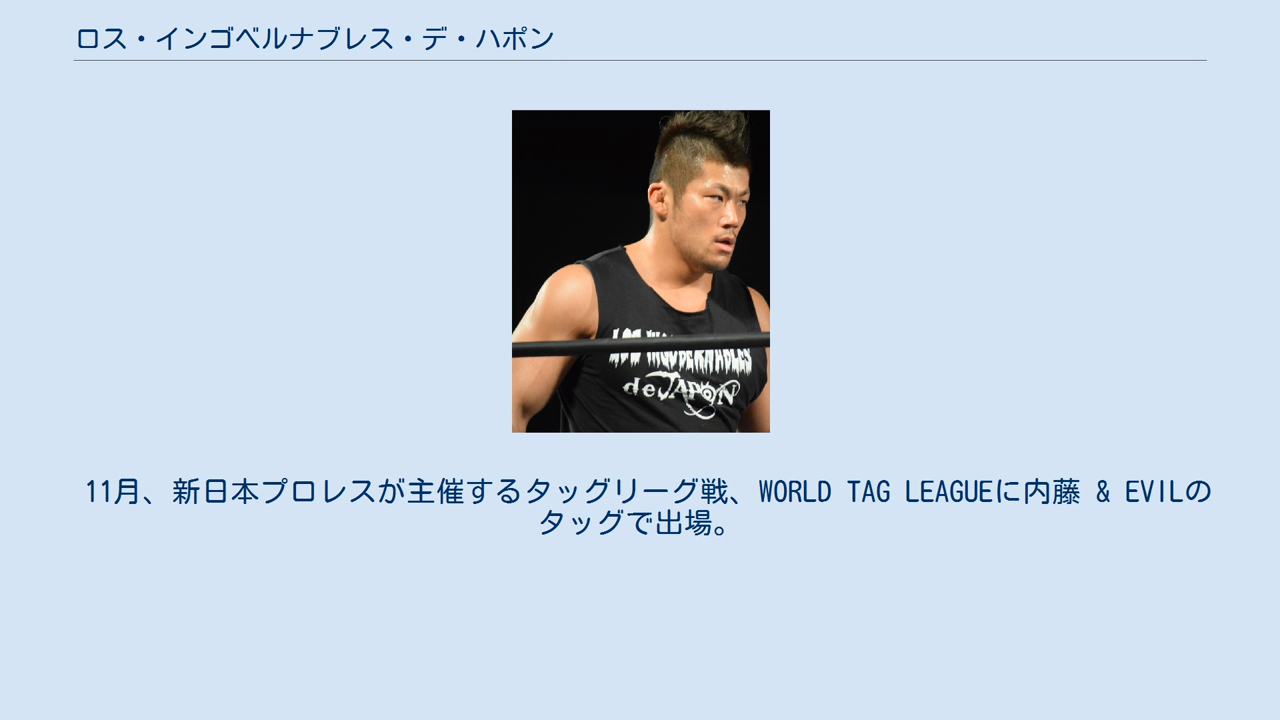 ロス・インゴベルナブレス・デ・ハポン
LOS INGOBERNABLES
de JAPON
11月、新日本プロレスが主催するタッグリーグ戦、WORLD TAG LEAGUEに内藤 & EVILの
タッグで出場。